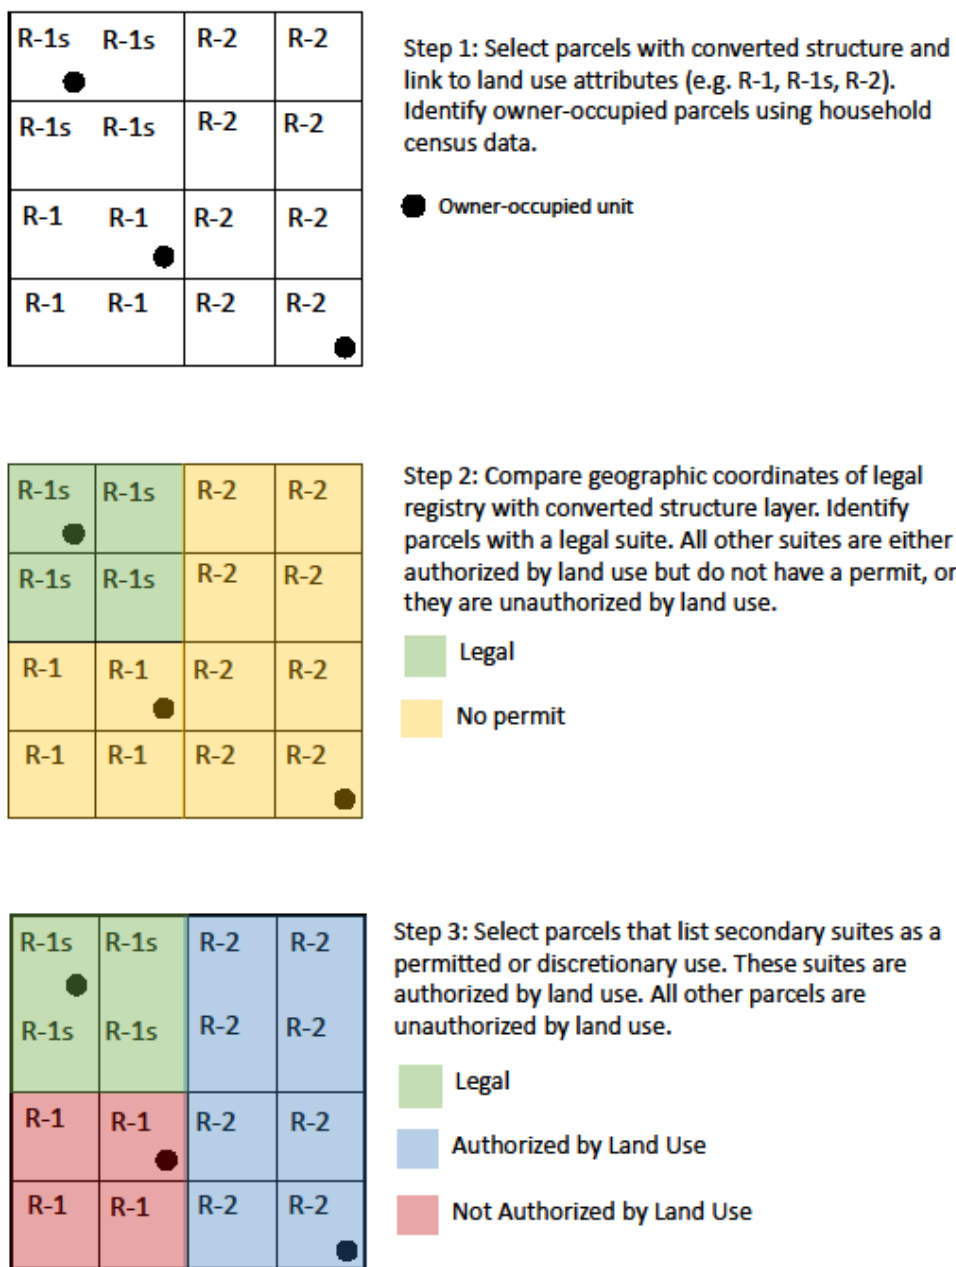 R-1s R-1s R-2 R-2
R-1s R-1s R-2 R-2
R-1 R-1 R-2 R-2
R-1 R-1 R-2 R-2
Step 1: Select parcels with converted structure and
link to land use attributes (e.g. R-1, R-1s, R-2).
Identify owner-occupied parcels using household
census data.
Owner-occupied unit
R-1s R-1s R-2 R-2
R-1s R-1s R-2 R-2
R-1 R-1 R-2 R-2
R-1 R-1 R-2 R-2
Step 2: Compare geographic coordinates of legal
registry with converted structure layer. Identify
parcels with a legal suite. All other suites are either
authorized by land use but do not have a permit, or
they are unauthorized by land use.
Legal
No permit
R-1s R-1s R-2 R-2
R-1s R-1s R-2 R-2
R-1 R-1 R-2 R-2
R-1 R-1 R-2 R-2
Step 3: Select parcels that list secondary suites as a
permitted or discretionary use. These suites are
authorized by land use. All other parcels are
unauthorized by land use.
Legal
Authorized by Land Use
Not Authorized by Land Use